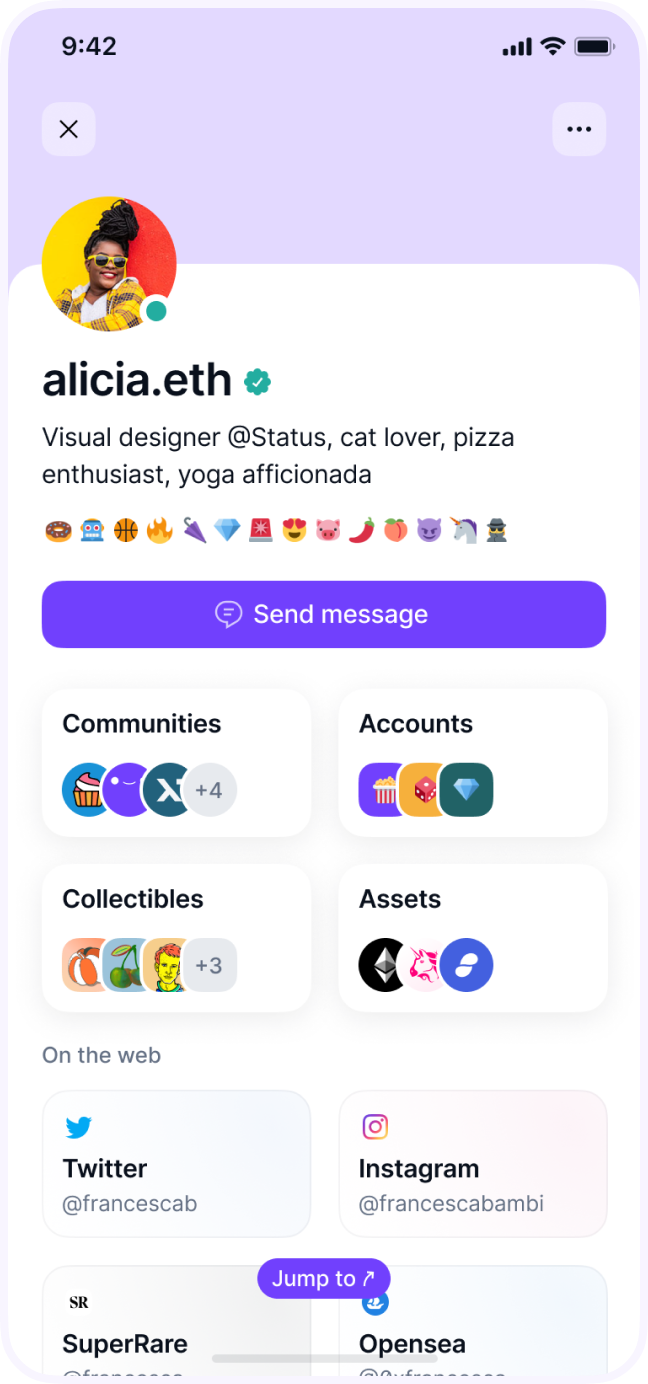 9:42
alicia.eth
Visual designer @Status, cat lover, pizza
enthusiast, yoga afficionada
Send message
Communities
Accounts
+4
Collectibles
Assets
+3
On the web
Twitter
Instagram
@francescab
@francescabambi
Jump to ↗
SR
SuperRare
Opensea